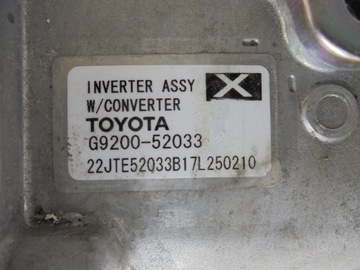 INVERTER ASSY X
W/CONVERTER
TOYOTA
G9200-52033
22JTE52033B17L250210